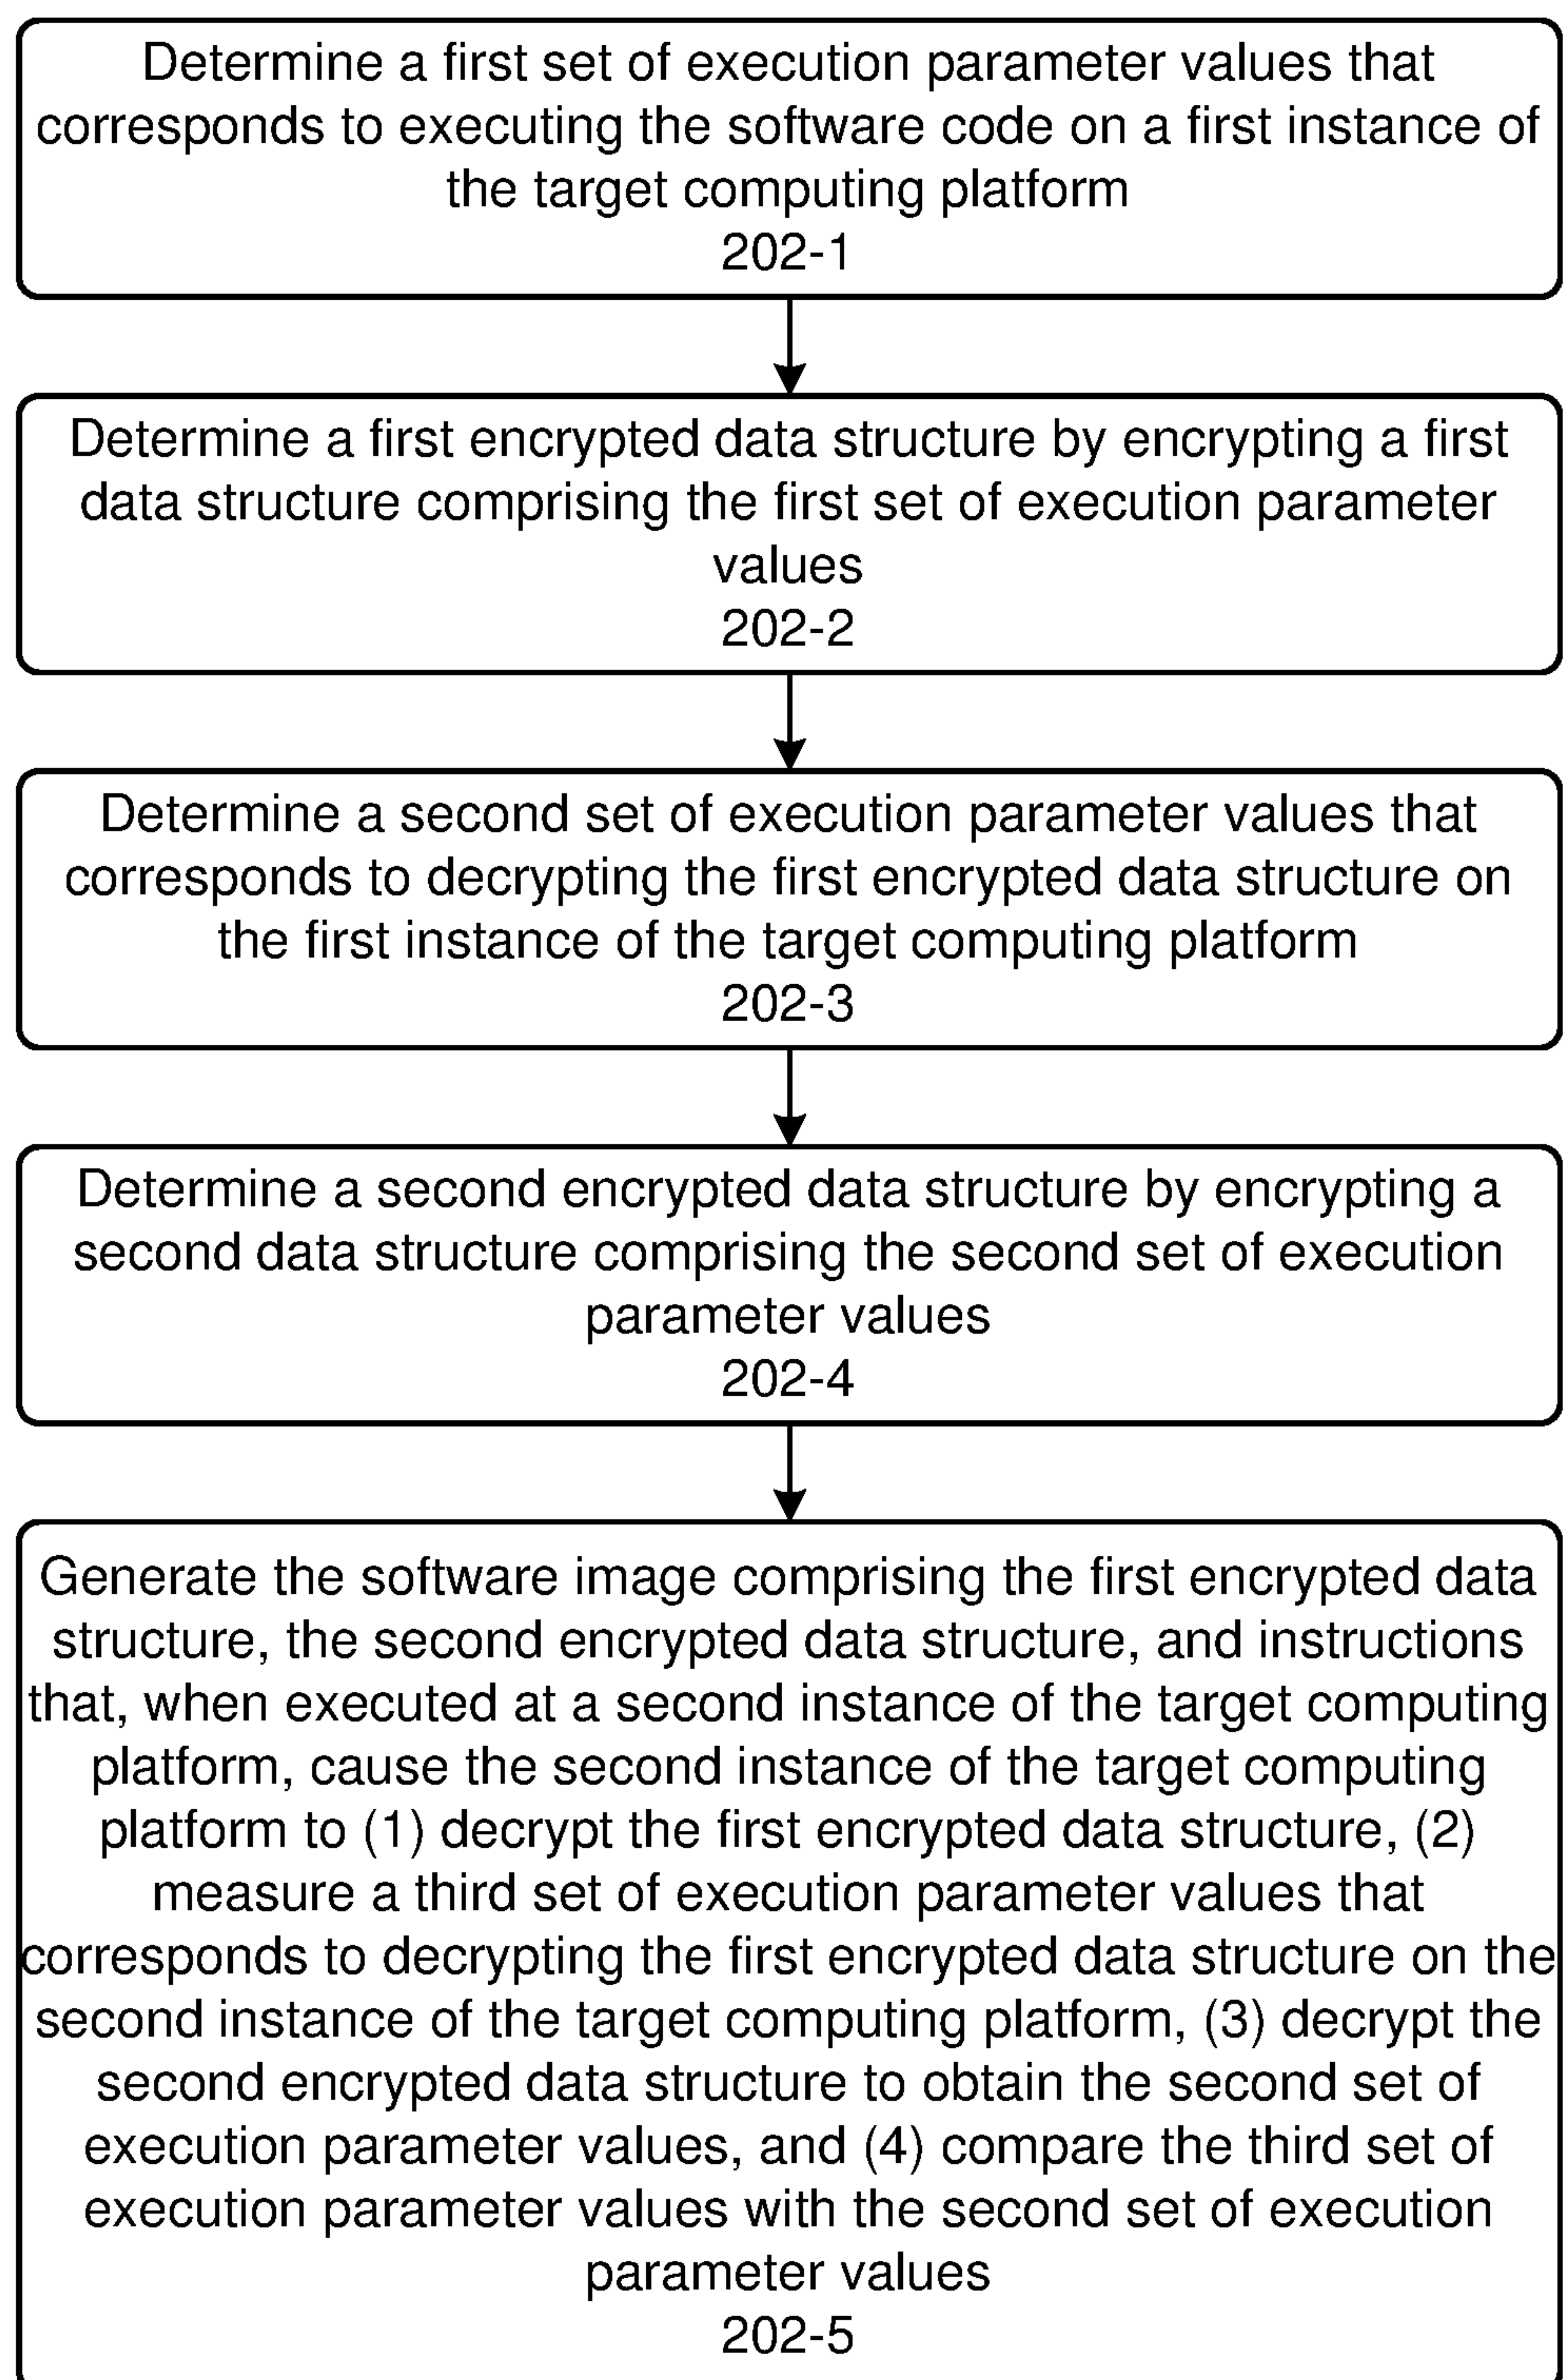 Determine a first set of execution parameter values that
corresponds to executing the software code on a first instance of
the target computing platform
202-1
Determine a first encrypted data structure by encrypting a first
data structure comprising the first set of execution parameter
values
202-2
Determine a second set of execution parameter values that
corresponds to decrypting the first encrypted data structure on
the first instance of the target computing platform
202-3
Determine a second encrypted data structure by encrypting a
second data structure comprising the second set of execution
parameter values
202-4
Generate the software image comprising the first encrypted data
structure, the second encrypted data structure, and instructions
that, when executed at a second instance of the target computing
platform, cause the second instance of the target computing
platform to (1) decrypt the first encrypted data structure, (2)
measure a third set of execution parameter values that
corresponds to decrypting the first encrypted data structure on the
second instance of the target computing platform, (3) decrypt the
second encrypted data structure to obtain the second set of
execution parameter values, and (4) compare the third set of
execution parameter values with the second set of execution
parameter values
202-5